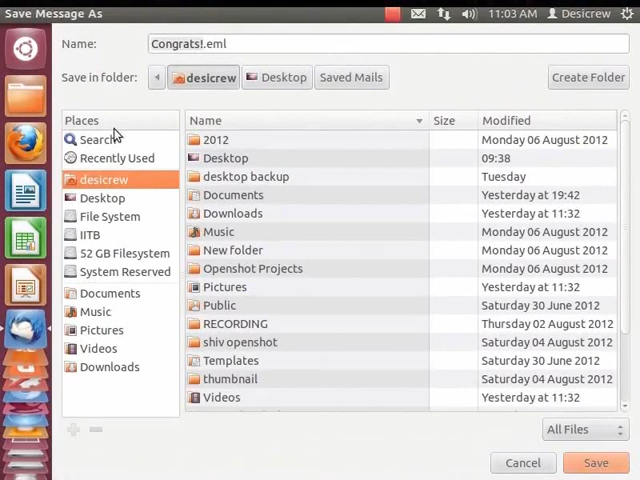 Save Message As
11:03 AM
Desicrew
Name:
Congrats!.eml
Save in folder:
desicrew
Desktop
Saved Mails
Create Folder
Places
Search
Recently Used
desicrew
Desktop
File System
IITB
52 GB Filesystem
System Reserved
Documents
Music
Pictures
Videos
Downloads
Name
Size
Modified
2012
Monday 06 August 2012
Desktop
09:38
desktop backup
Tuesday
Documents
Yesterday at 19:42
Downloads
Yesterday at 11:32
Music
Monday 06 August 2012
New folder
Monday 06 August 2012
Openshot Projects
Monday 06 August 2012
Pictures
Yesterday at 11:32
Public
Saturday 30 June 2012
RECORDING
Thursday 02 August 2012
shiv openshot
Saturday 04 August 2012
Templates
Saturday 30 June 2012
thumbnail
Saturday 04 August 2012
Videos
Yesterday at 11:32
All Files
Cancel
Save